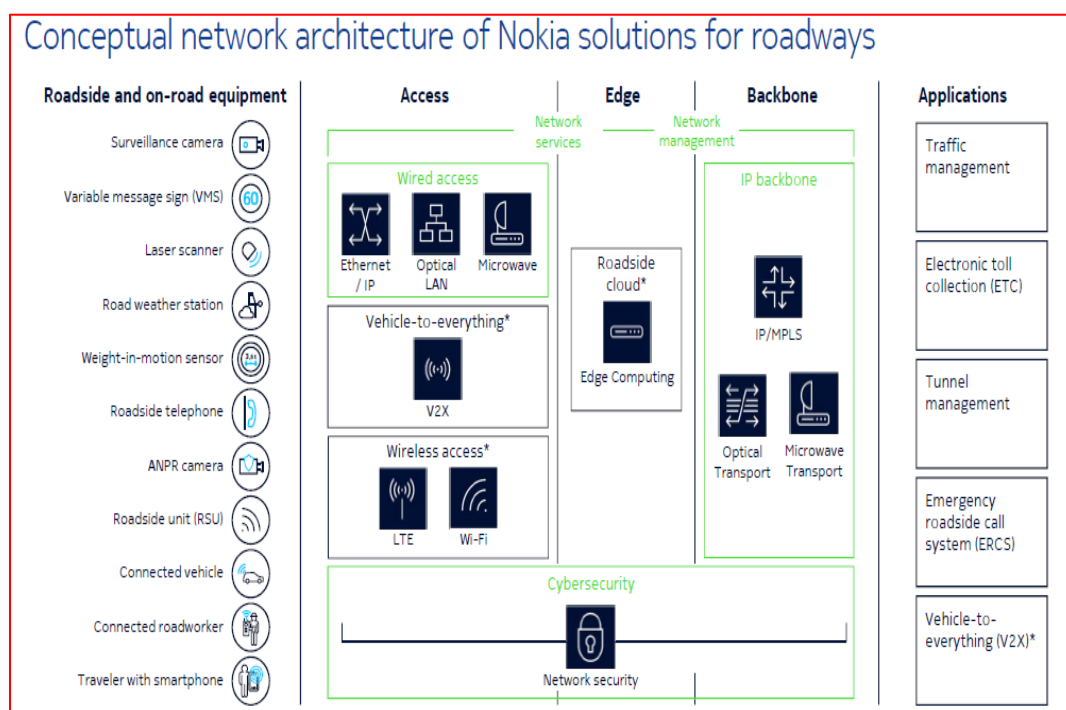 Conceptual network architecture of Nokia solutions for roadways
Roadside and on-road equipment
Surveillance camera
Variable message sign (VMS)
60
Laser scanner
Road weather station
Weight-in-motion sensor
Roadside telephone
ANPR camera
Roadside unit (RSU)
Connected vehicle
Connected roadworker
Traveler with smartphone
Access
Edge
Backbone
Network
services
Network
management
Wired access
Ethernet
/ IP
Optical
LAN
Microwave
Vehicle-to-everything*
V2X
Wireless access*
LTE
Wi-Fi
Roadside
cloud*
Edge Computing
IP backbone
IP/MPLS
Optical
Transport
Microwave
Transport
Cybersecurity
Network security
Applications
Traffic
management
Electronic toll
collection (ETC)
Tunnel
management
Emergency
roadside call
system (ERCS)
Vehicle-to-
everything (V2X)*